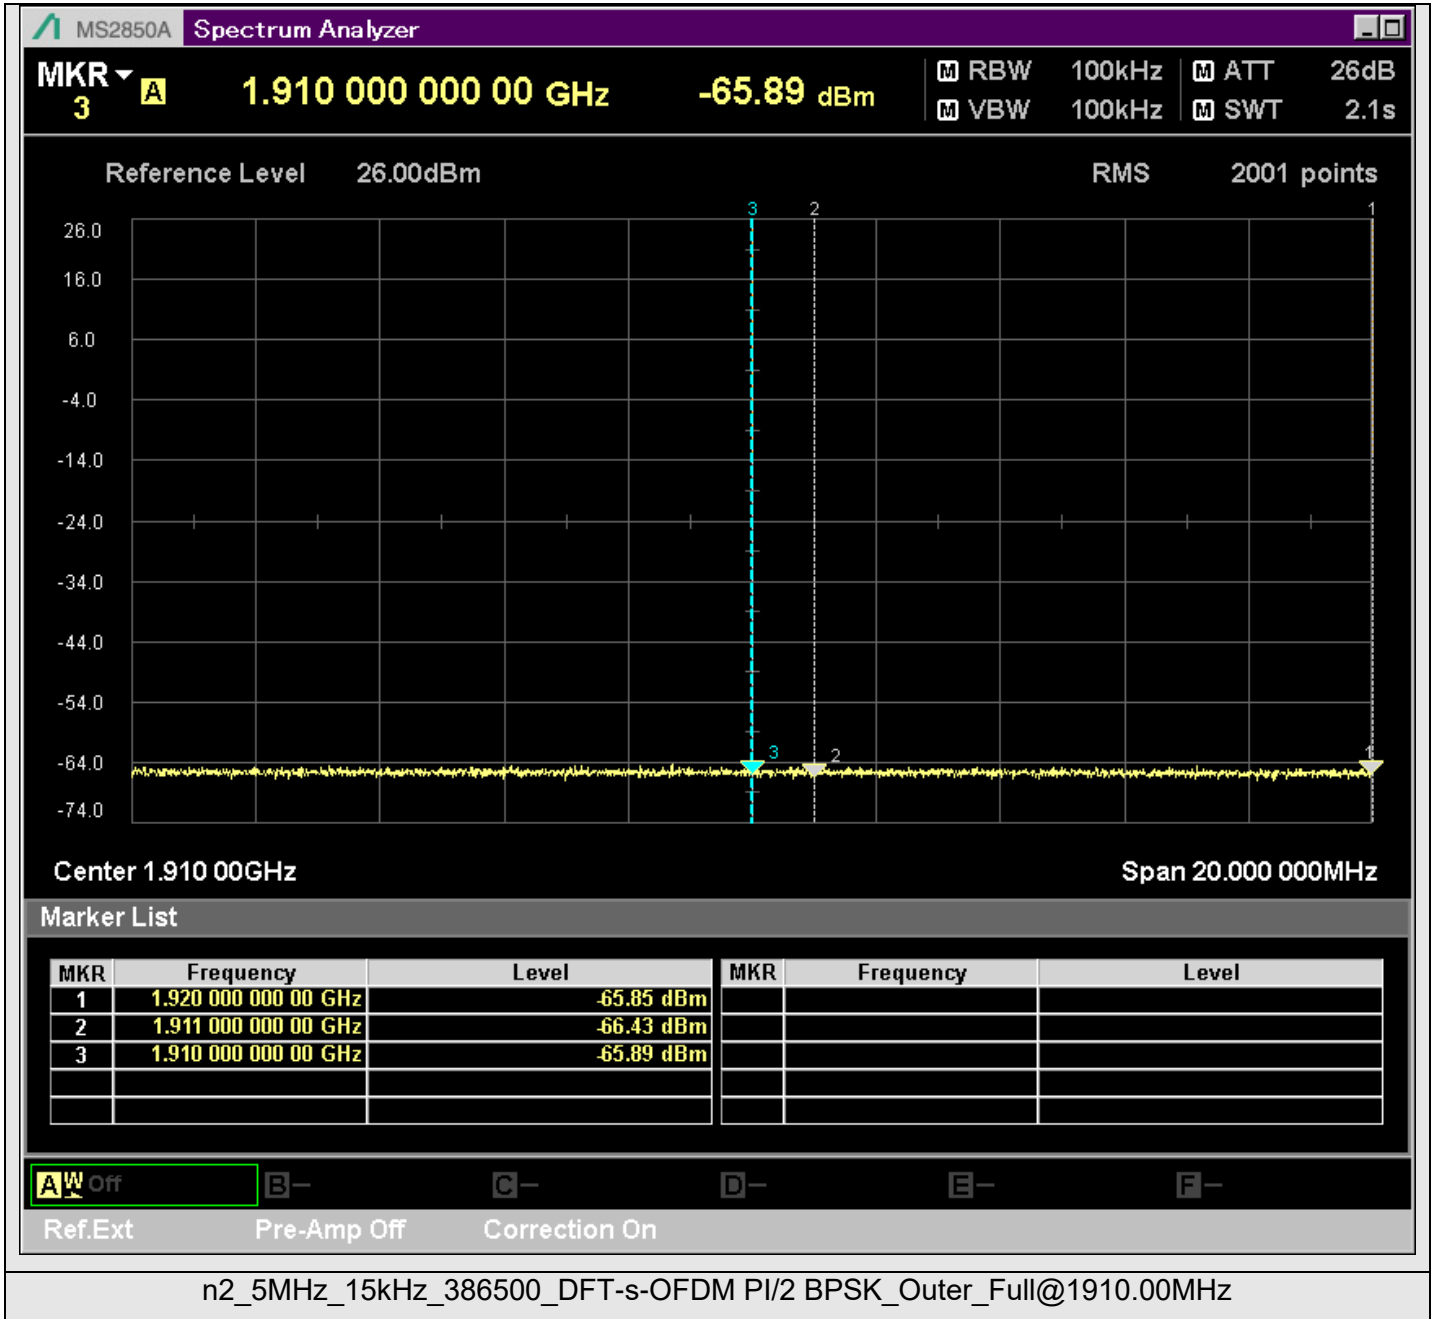 MS2850A Spectrum Analyzer
MKR 3 A 1.910 000 000 00 GHz -65.89 dBm M RBW 100kHz M ATT 26dB
M VBW 100kHz M SWT 2.1s
Reference Level 26.00dBm RMS 2001 points
3 2 1
26.0
16.0
6.0
-4.0
-14.0
-24.0
-34.0
-44.0
-54.0
-64.0
3 2 1
-74.0
Center 1.910 00GHz Span 20.000 000MHz
Marker List
MKR Frequency Level MKR Frequency Level
1 1.920 000 000 00 GHz -65.85 dBm
2 1.911 000 000 00 GHz -66.43 dBm
3 1.910 000 000 00 GHz -65.89 dBm
A W Off B – C – D – E – F –
Ref.Ext Pre-Amp Off Correction On
n2_5MHz_15kHz_386500_DFT-s-OFDM PI/2 BPSK_Outer_Full@1910.00MHz